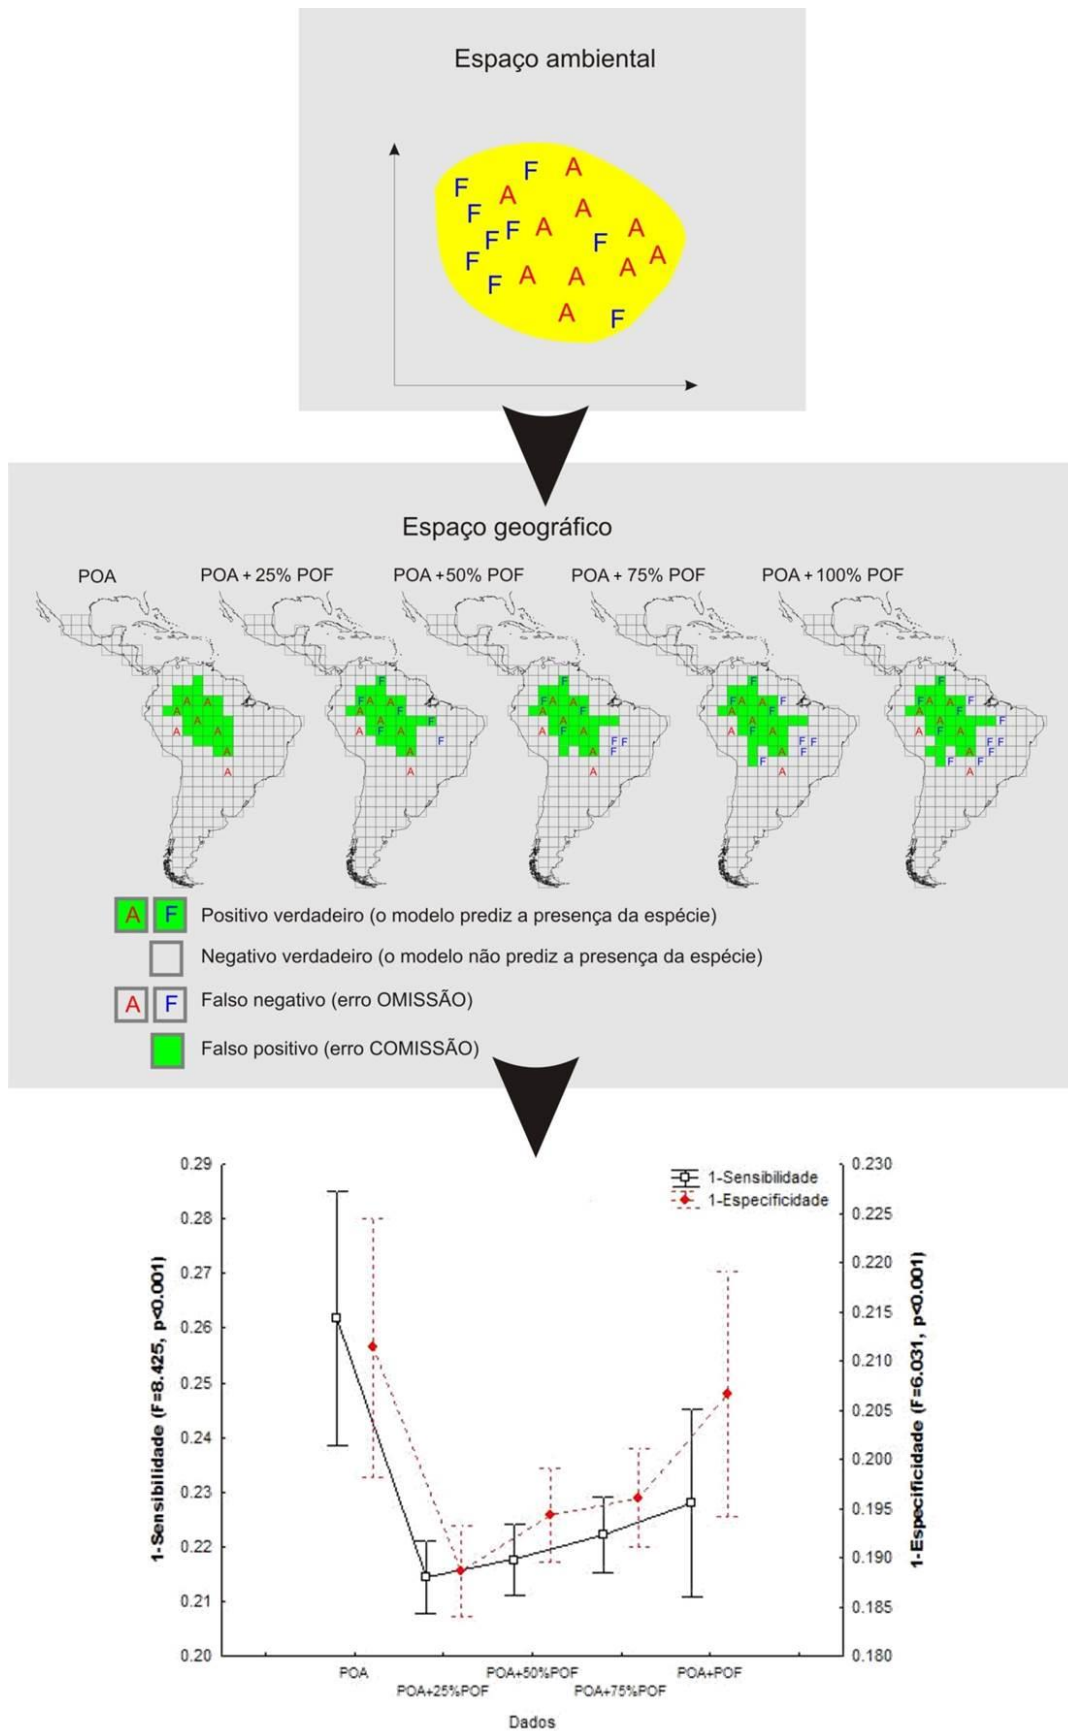 Espaço ambiental
F A
F A
F A
F F A A
F A
F A A A
F A
A F
Espaço geográfico
POA POA + 25% POF POA +50% POF POA + 75% POF POA + 100% POF
A F Positivo verdadeiro (o modelo prediz a presença da espécie)
Negativo verdadeiro (o modelo não prediz a presença da espécie)
A F Falso negativo (erro OMISSÃO)
Falso positivo (erro COMISSÃO)
1-Sensibilidade (F=8.425, p<0.001)
0.29
0.28
0.27
0.26
0.25
0.24
0.23
0.22
0.21
0.20
1-Sensibilidade
1-Especificidade
0.230
0.225
0.220
0.215
0.210
0.205
0.200
0.195
0.190
0.185
0.180
1-Especificidade (F=6.031, p<0.001)
POA POA+50%POF POA+POF
POA+25%POF POA+75%POF
Dados